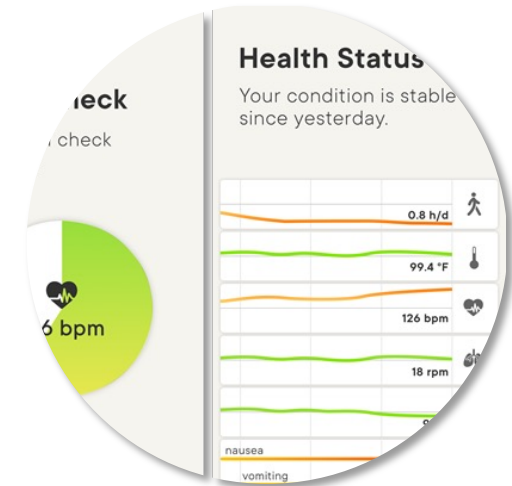 check
6 bpm
Health Status
Your condition is stable
since yesterday.
0.8 h/d
99.4 °F
126 bpm
18 rpm
nausea
vomiting